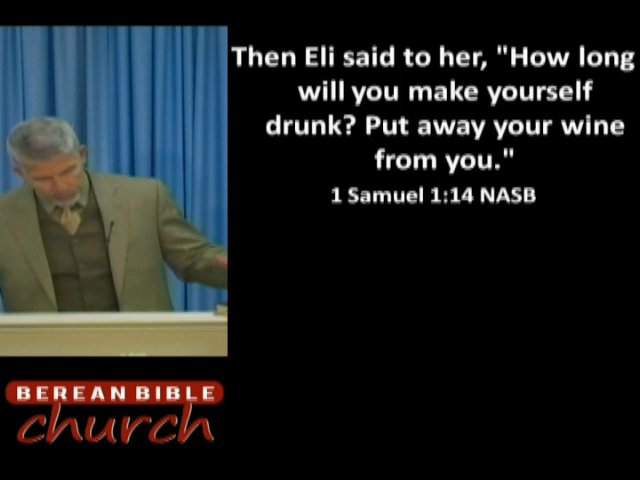 Then Eli said to her, "How long
will you make yourself
drunk? Put away your wine
from you."
1 Samuel 1:14 NASB
BEREAN BIBLE
church